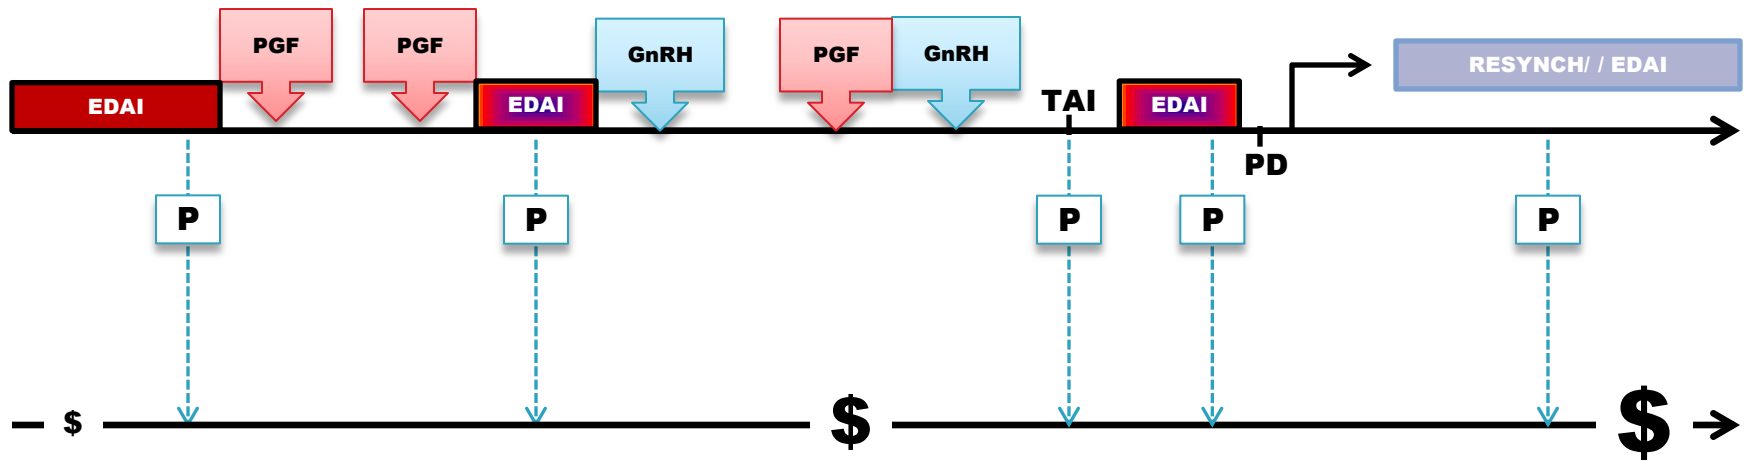 PGF
PGF
GnRH
PGF
GnRH
EDAI
EDAI
TAI
EDAI
RESYNCH/ / EDAI
PD
P
P
P
P
P
$
$
$